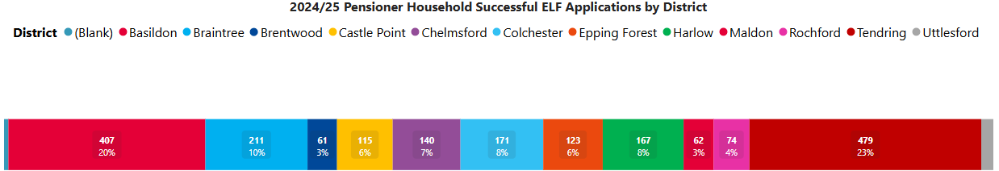 2024/25 Pensioner Household Successful ELF Applications by District
District (Blank) Basildon Braintree Brentwood Castle Point Chelmsford Colchester Epping Forest Harlow Maldon Rochford Tendring Uttlesford
407 211 61 115 140 171 123 167 62 74 479
20% 10% 3% 6% 7% 8% 6% 8% 3% 4% 23%